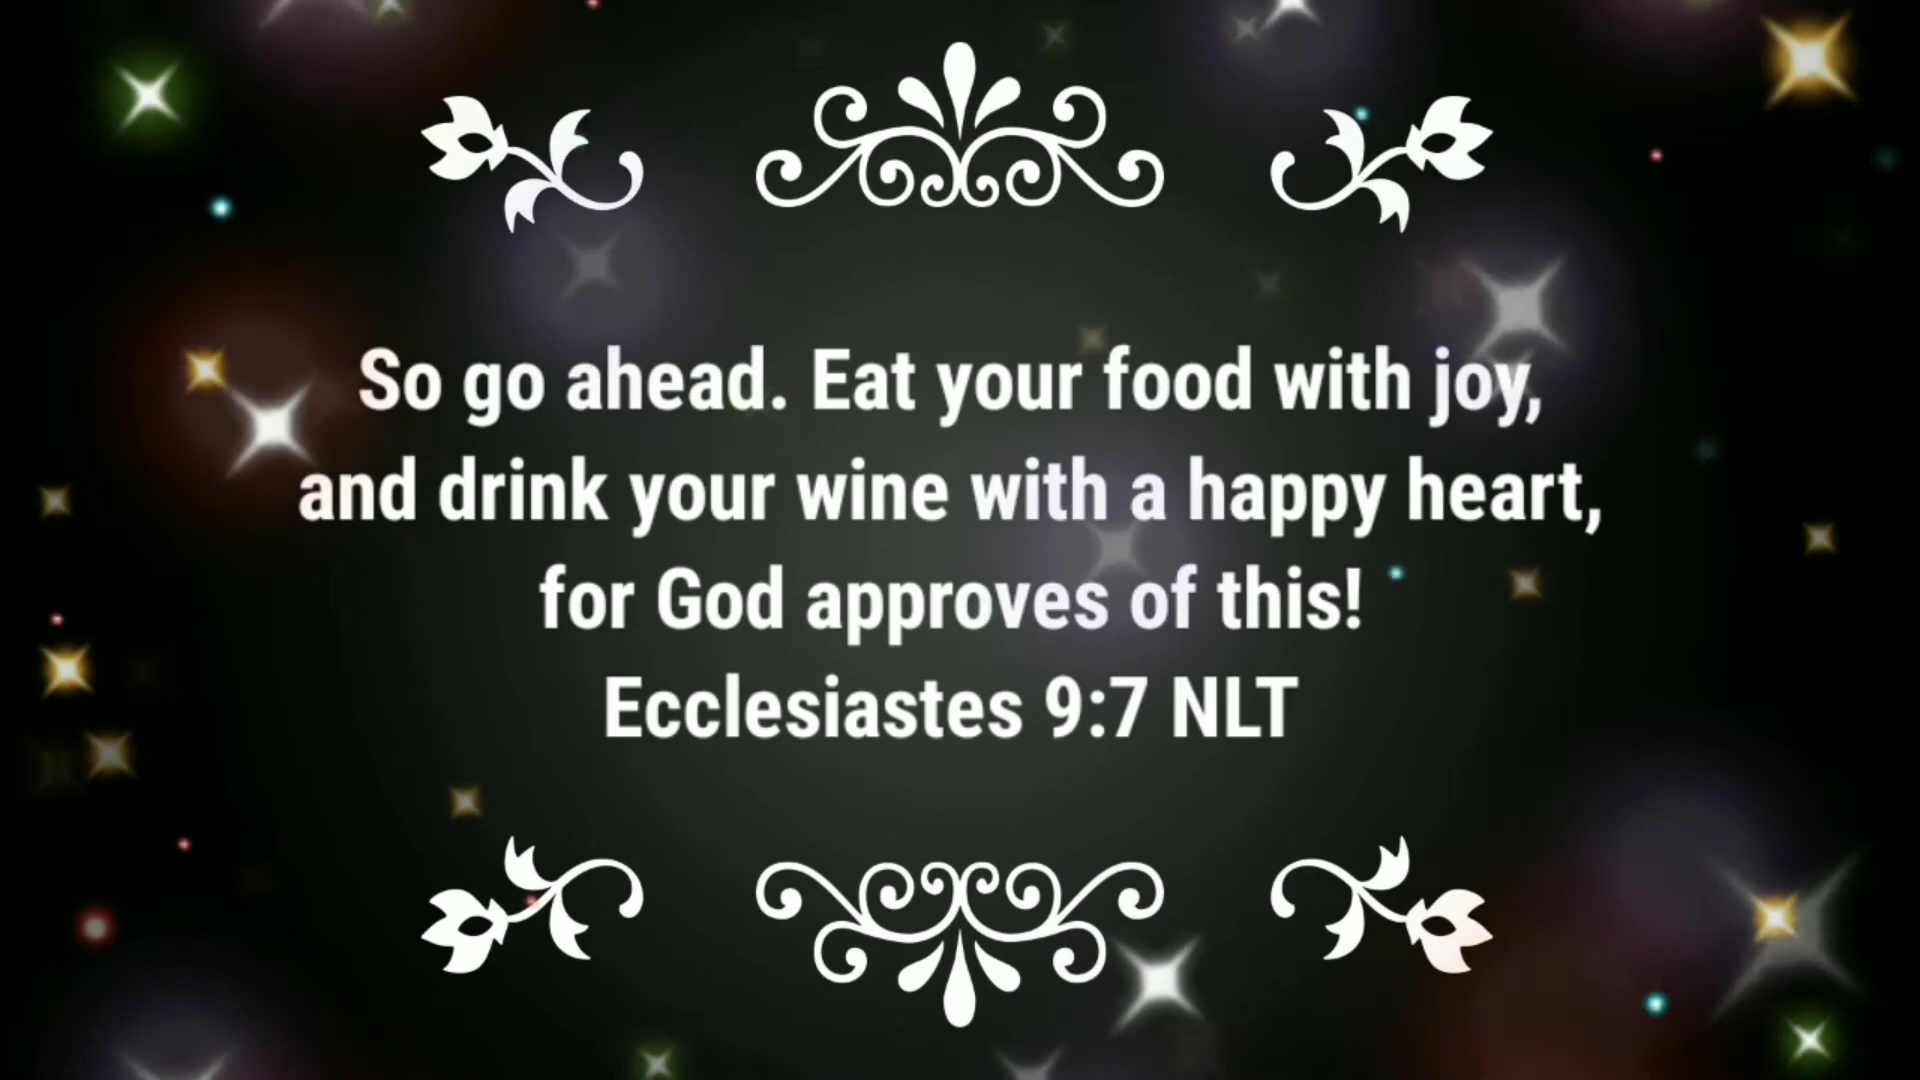 So go ahead. Eat your food with joy,
and drink your wine with a happy heart,
for God approves of this!
Ecclesiastes 9:7 NLT